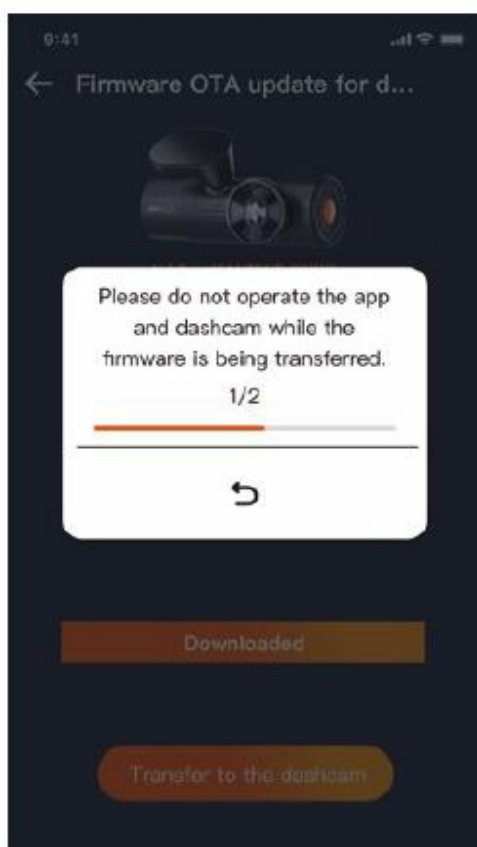 9:41
Firmware OTA update for d...
Please do not operate the app
and dashcam while the
firmware is being transferred.
1/2
Downloaded
Transfer to the dashcam